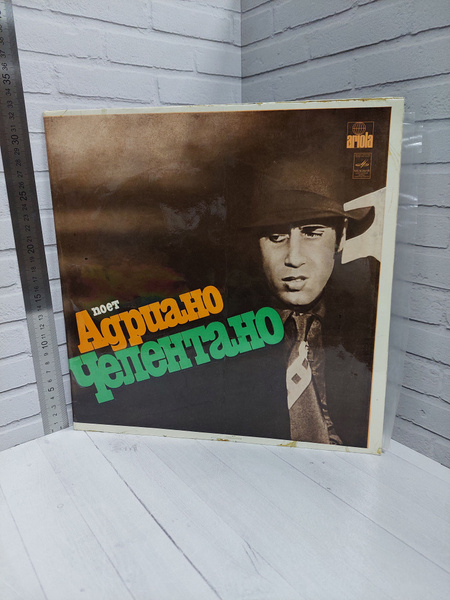 ariola
поет
Адриано
Челентано